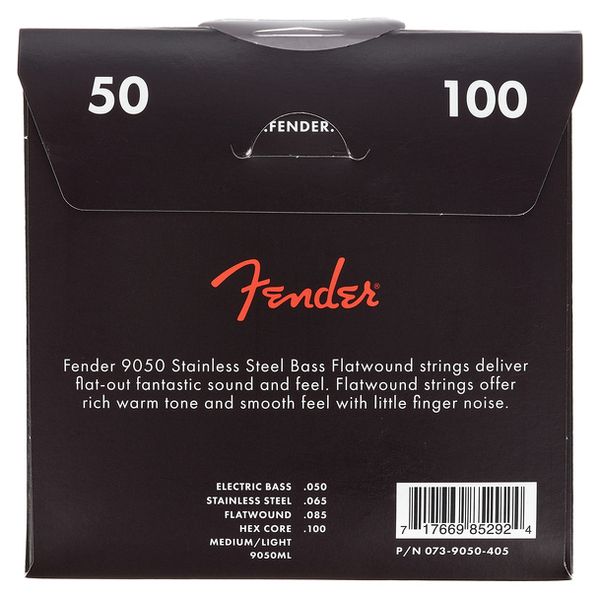 50
100
.FENDER.
Fender®
Fender 9050 Stainless Steel Bass Flatwound strings deliver
flat-out fantastic sound and feel. Flatwound strings offer
rich warm tone and smooth feel with little finger noise.
ELECTRIC BASS .050
STAINLESS STEEL .065
FLATWOUND .085
HEX CORE .100
MEDIUM/LIGHT
9050ML
7 17669 85292 4
P/N 073-9050-405